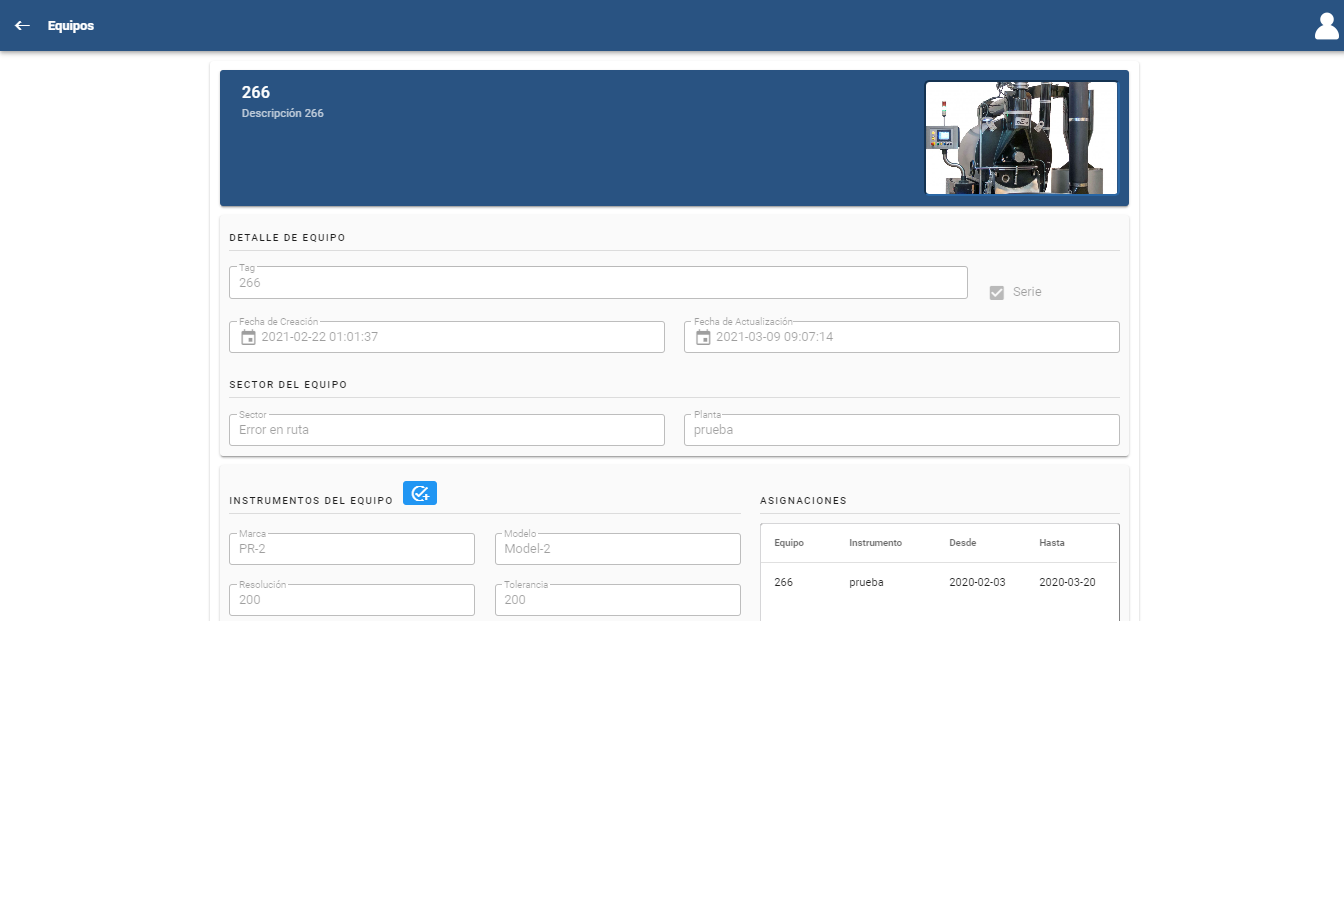 Equipos
266
Descripción 266
DETALLE DE EQUIPO
Tag
266
Serie
Fecha de Creación
2021-02-22 01:01:37
Fecha de Actualización
2021-03-09 09:07:14
SECTOR DEL EQUIPO
Sector
Error en ruta
Planta
prueba
INSTRUMENTOS DEL EQUIPO
Marca
PR-2
Modelo
Model-2
Resolución
200
Tolerancia
200
ASIGNACIONES
Equipo Instrumento Desde Hasta
266 prueba 2020-02-03 2020-03-20